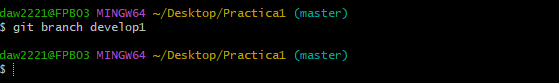 daw2221@FPB03 MINGW64 ~/Desktop/Practica1 (master)
$ git branch develop1
daw2221@FPB03 MINGW64 ~/Desktop/Practica1 (master)
$